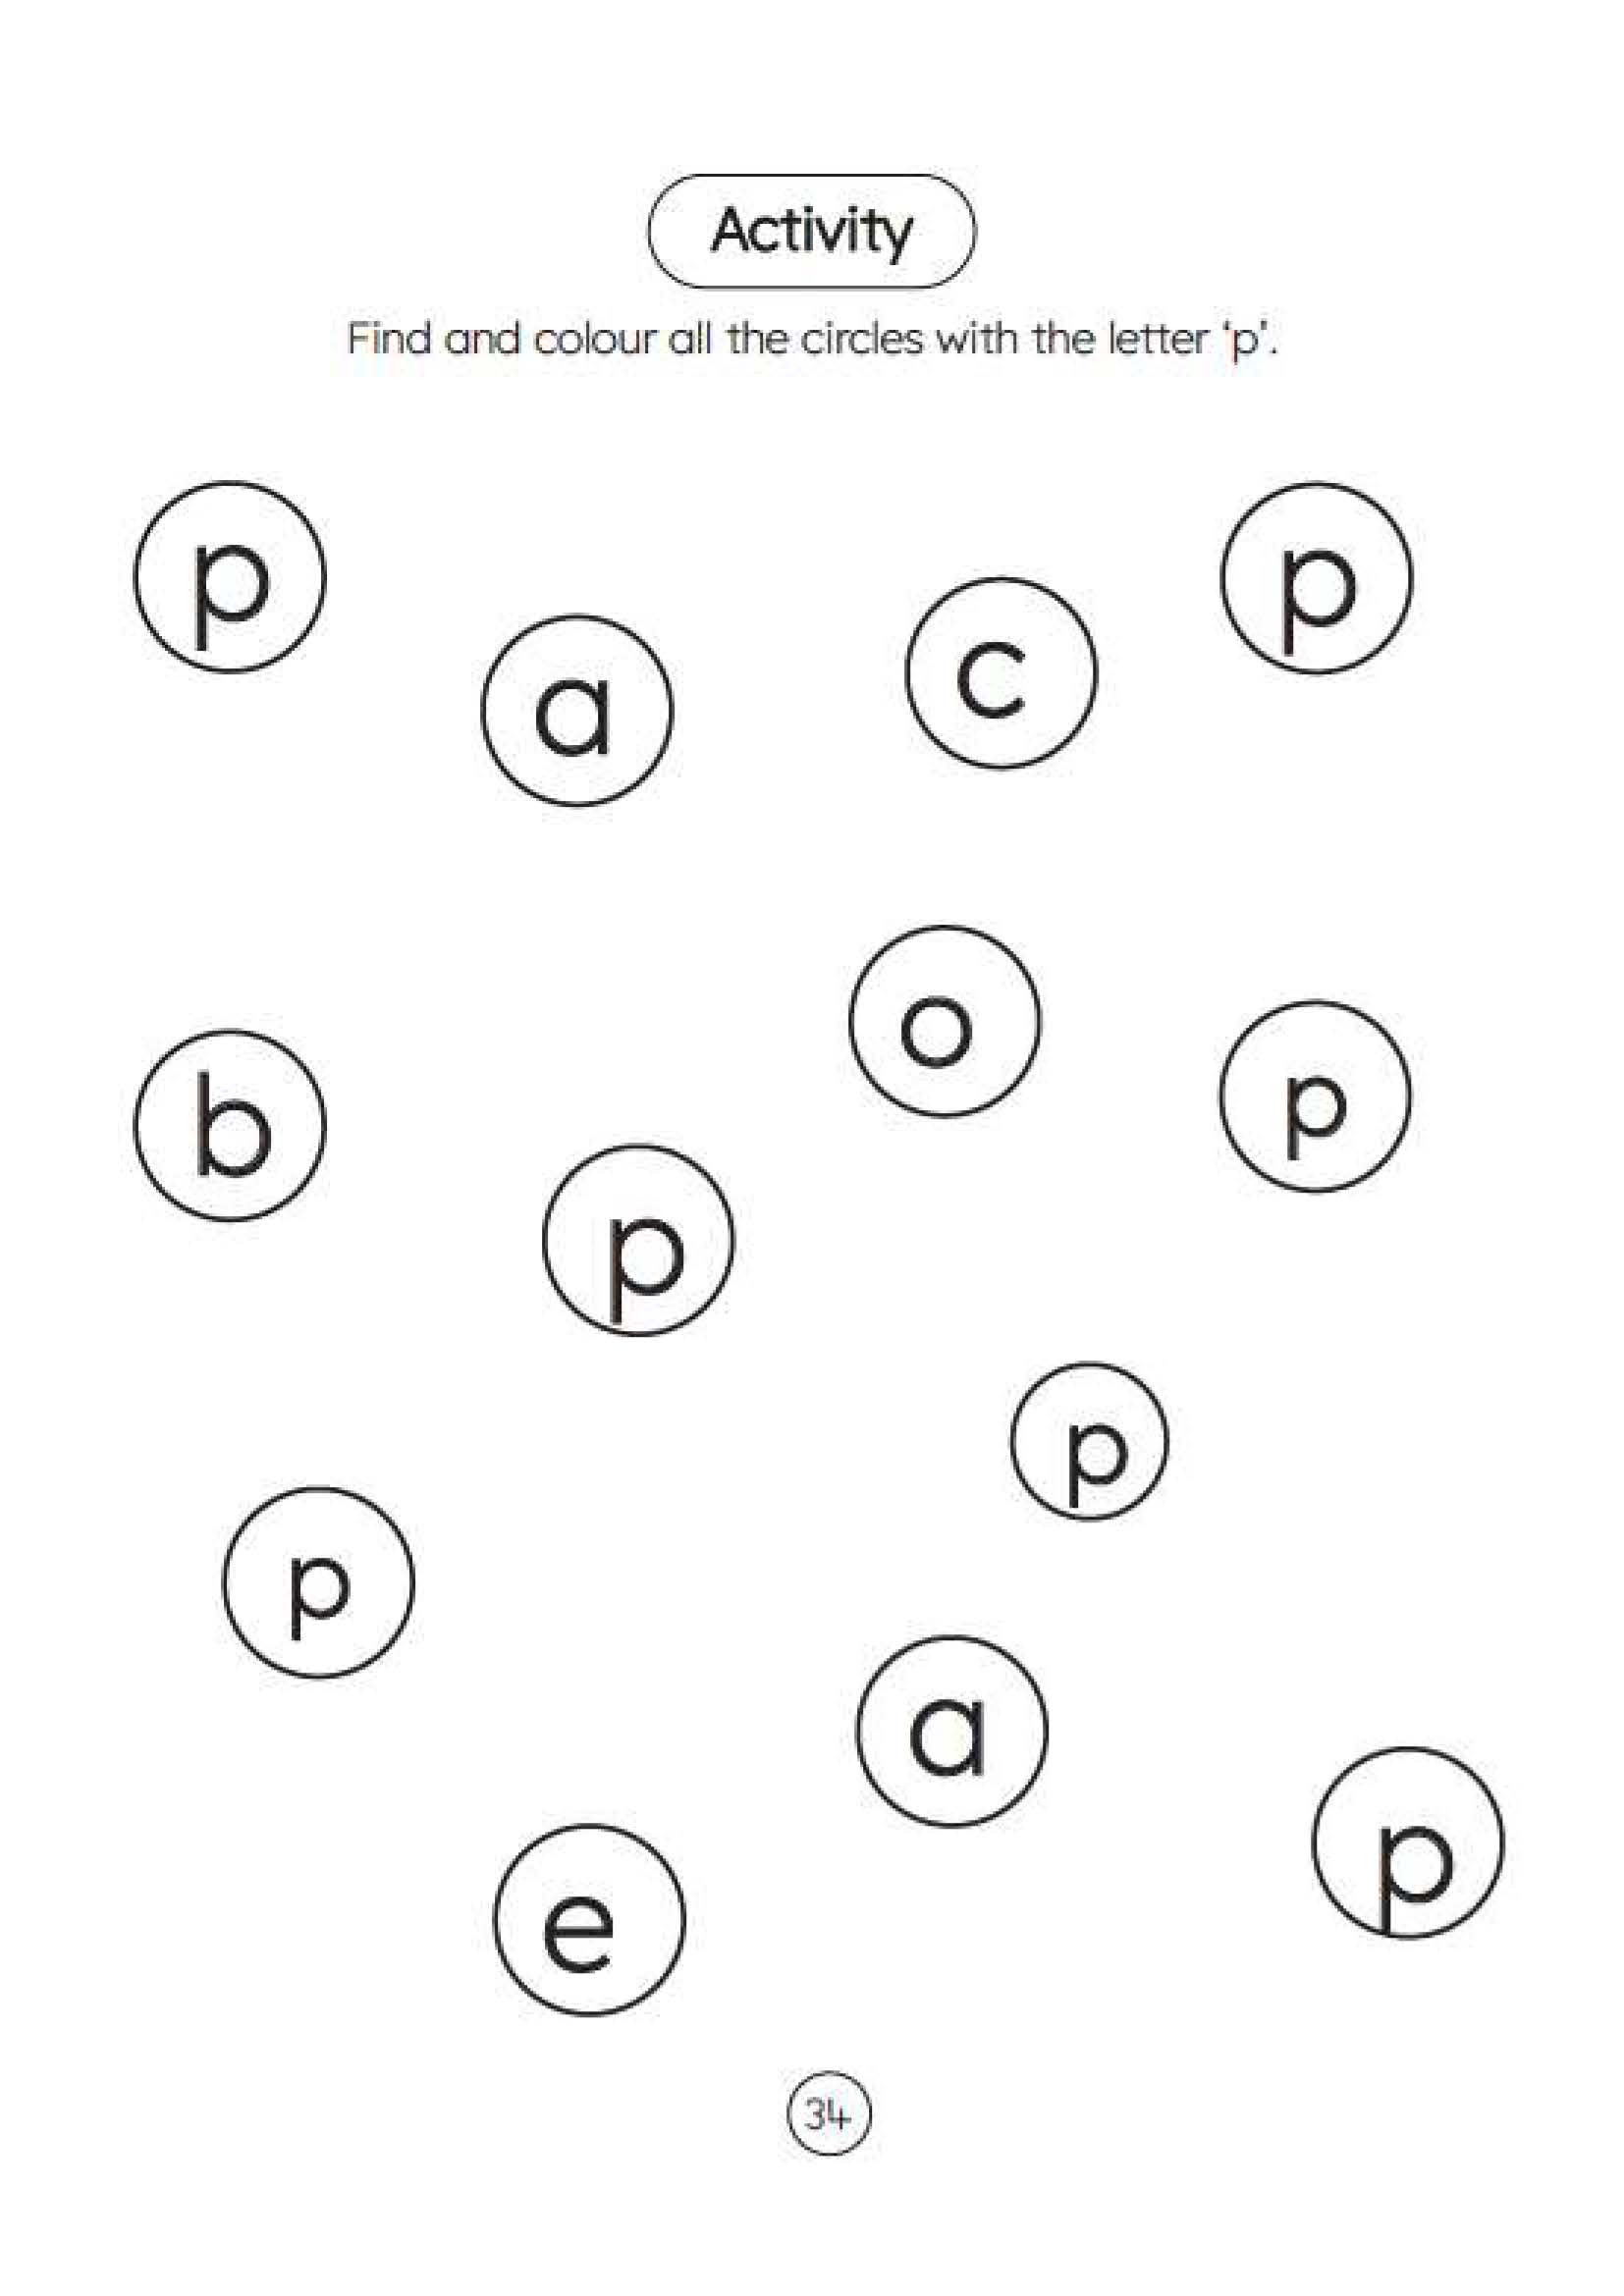 Activity
Find and colour all the circles with the letter ‘p’.
p
a
c
p
b
p
o
p
p
p
a
e
p
34